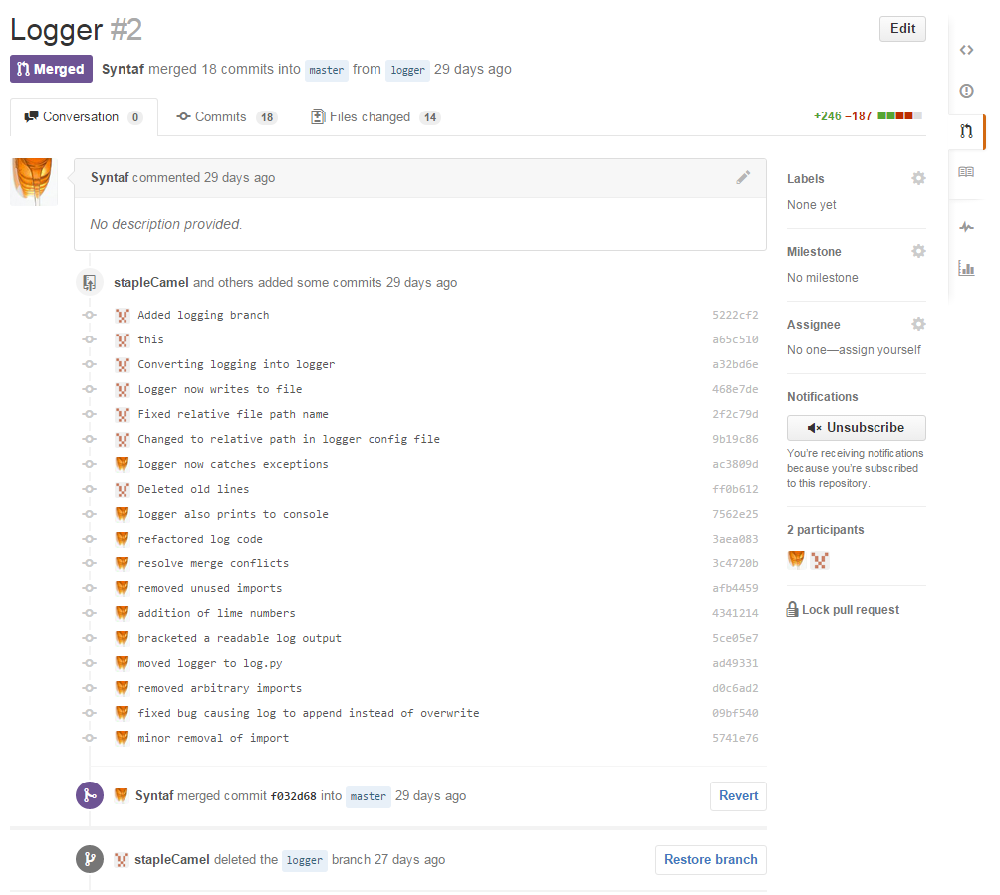 Logger #2
Edit
Merged Syntaf merged 18 commits into master from logger 29 days ago
Conversation 0 Commits 18 Files changed 14 +246 −187
Syntaf commented 29 days ago
No description provided.
stapleCamel and others added some commits 29 days ago
Added logging branch 5222cf2
this a65c510
Converting logging into logger a32bd6e
Logger now writes to file 468e7de
Fixed relative file path name 2f2c79d
Changed to relative path in logger config file 9b19c86
logger now catches exceptions ac3809d
Deleted old lines ff0b612
logger also prints to console 7562e25
refactored log code 3aea083
resolve merge conflicts 3c4720b
removed unused imports afb4459
addition of lime numbers 4341214
bracketed a readable log output 5ce05e7
moved logger to log.py ad49331
removed arbitrary imports d0c6ad2
fixed bug causing log to append instead of overwrite 09bf540
minor removal of import 5741e76
Syntaf merged commit f032d68 into master 29 days ago
Revert
stapleCamel deleted the logger branch 27 days ago
Restore branch
Labels
None yet
Milestone
No milestone
Assignee
No one—assign yourself
Notifications
Unsubscribe
You're receiving notifications
because you're subscribed
to this repository.
2 participants
Lock pull request